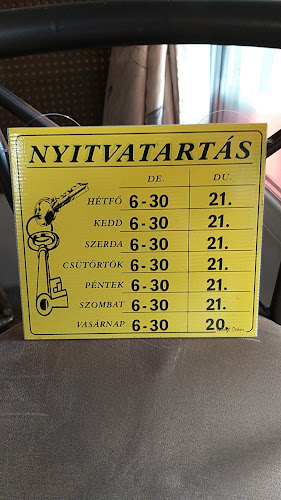 NYITVATARTÁS
DE. DU.
HÉTFŐ 6-30 21.
KEDD 6-30 21.
SZERDA 6-30 21.
CSÜTÖRTÖK 6-30 21.
PÉNTEK 6-30 21.
SZOMBAT 6-30 21.
VASÁRNAP 6-30 20.